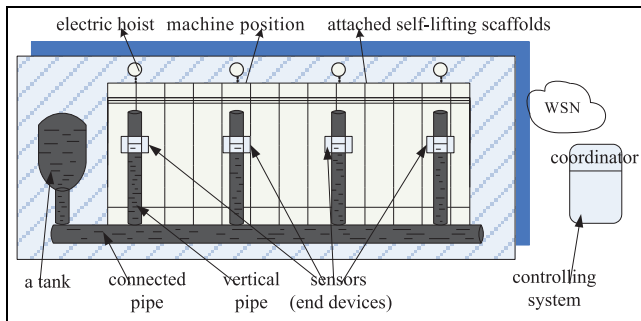 electric hoist machine position attached self-lifting scaffolds
WSN
coordinator
a tank
connected pipe
vertical pipe
sensors (end devices)
controlling system